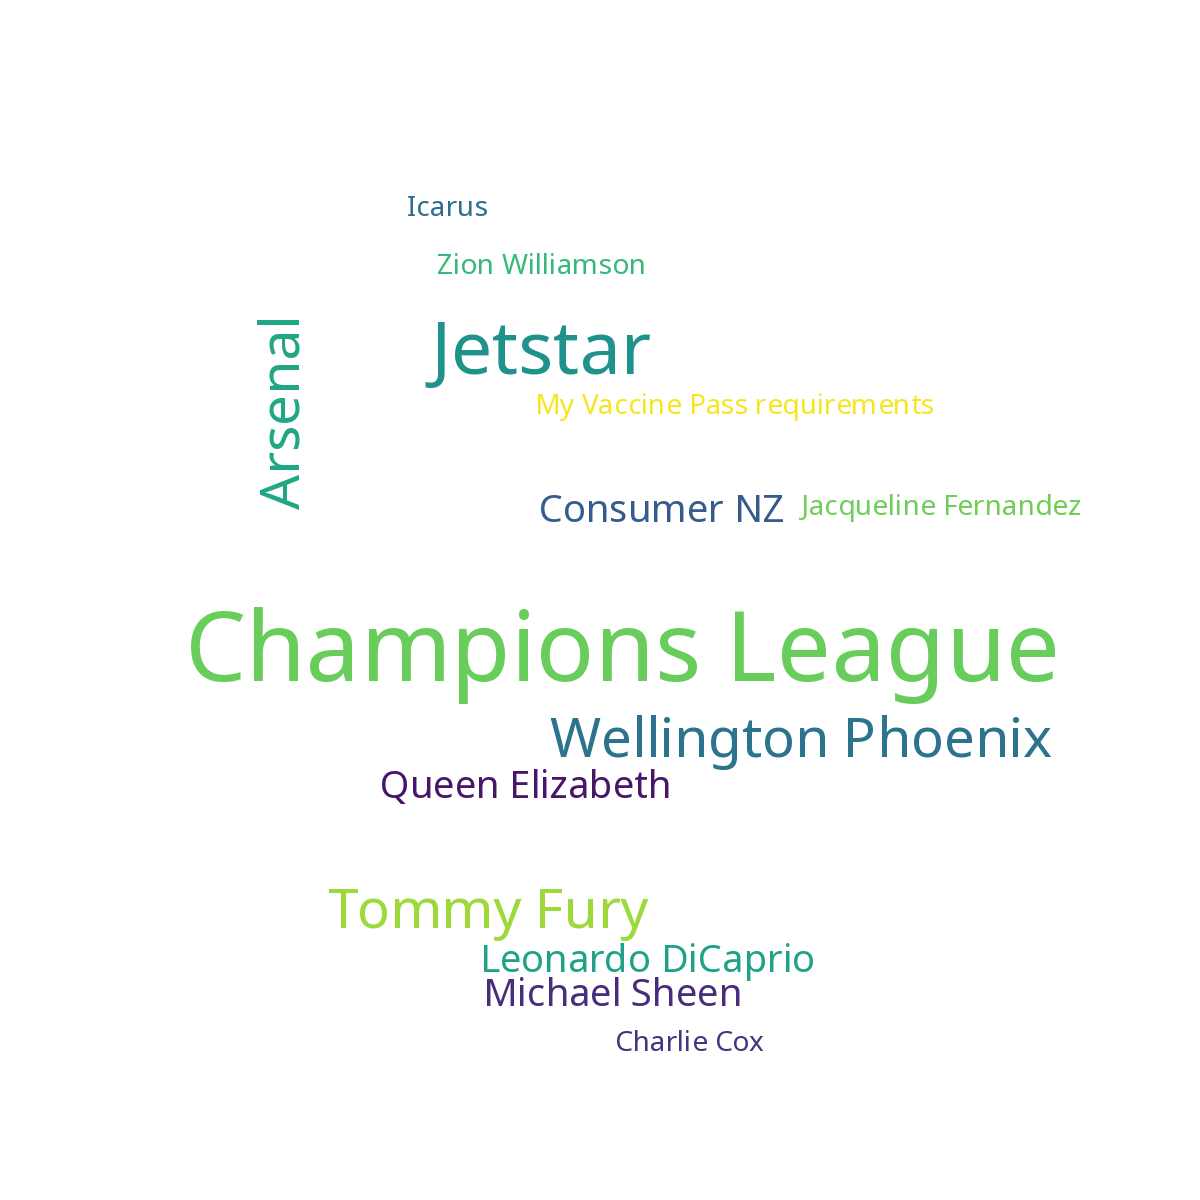 Icarus
Zion Williamson
Arsenal
Jetstar
My Vaccine Pass requirements
Consumer NZ
Jacqueline Fernandez
Champions League
Wellington Phoenix
Queen Elizabeth
Tommy Fury
Leonardo DiCaprio
Michael Sheen
Charlie Cox